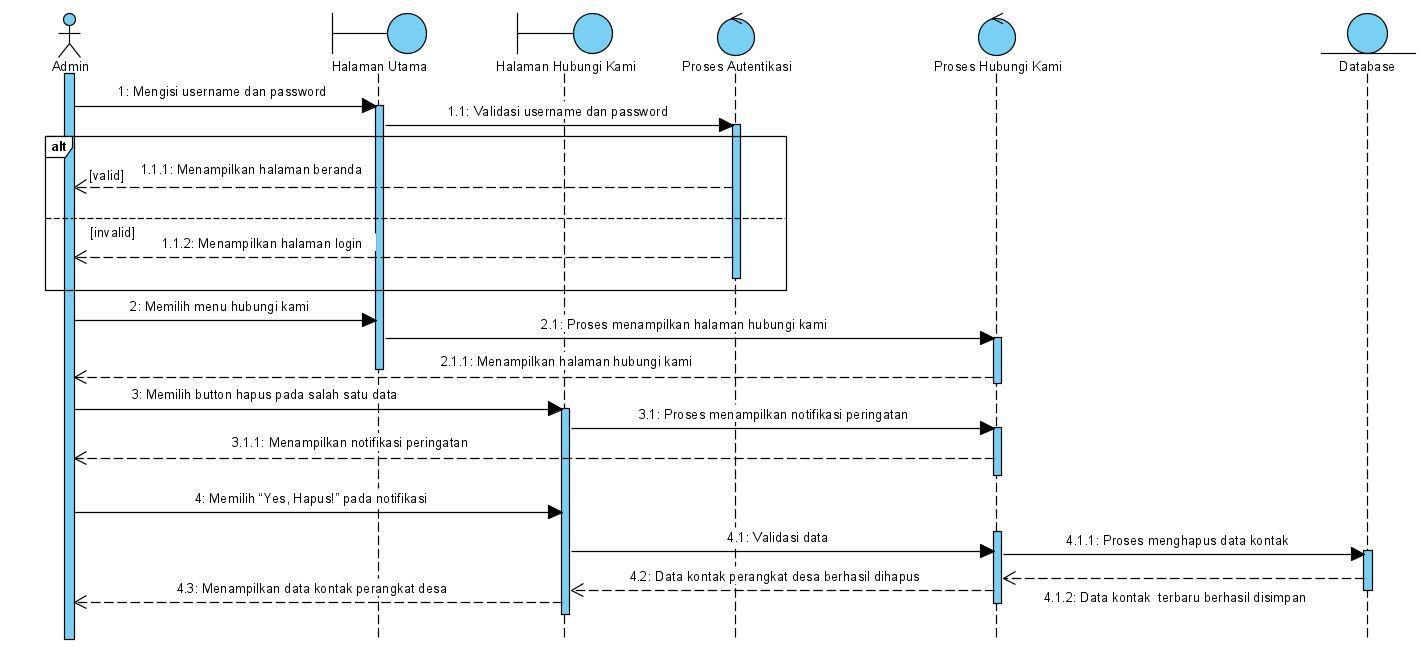 Admin
Halaman Utama
Halaman Hubungi Kami
Proses Autentikasi
Proses Hubungi Kami
Database
1: Mengisi username dan password
1.1: Validasi username dan password
alt
[valid]
1.1.1: Menampilkan halaman beranda
[invalid]
1.1.2: Menampilkan halaman login
2: Memilih menu hubungi kami
2.1: Proses menampilkan halaman hubungi kami
2.1.1: Menampilkan halaman hubungi kami
3: Memilih button hapus pada salah satu data
3.1: Proses menampilkan notifikasi peringatan
3.1.1: Menampilkan notifikasi peringatan
4: Memilih “Yes, Hapus!” pada notifikasi
4.1: Validasi data
4.1.1: Proses menghapus data kontak
4.2: Data kontak perangkat desa berhasil dihapus
4.3: Menampilkan data kontak perangkat desa
4.1.2: Data kontak  terbaru berhasil disimpan